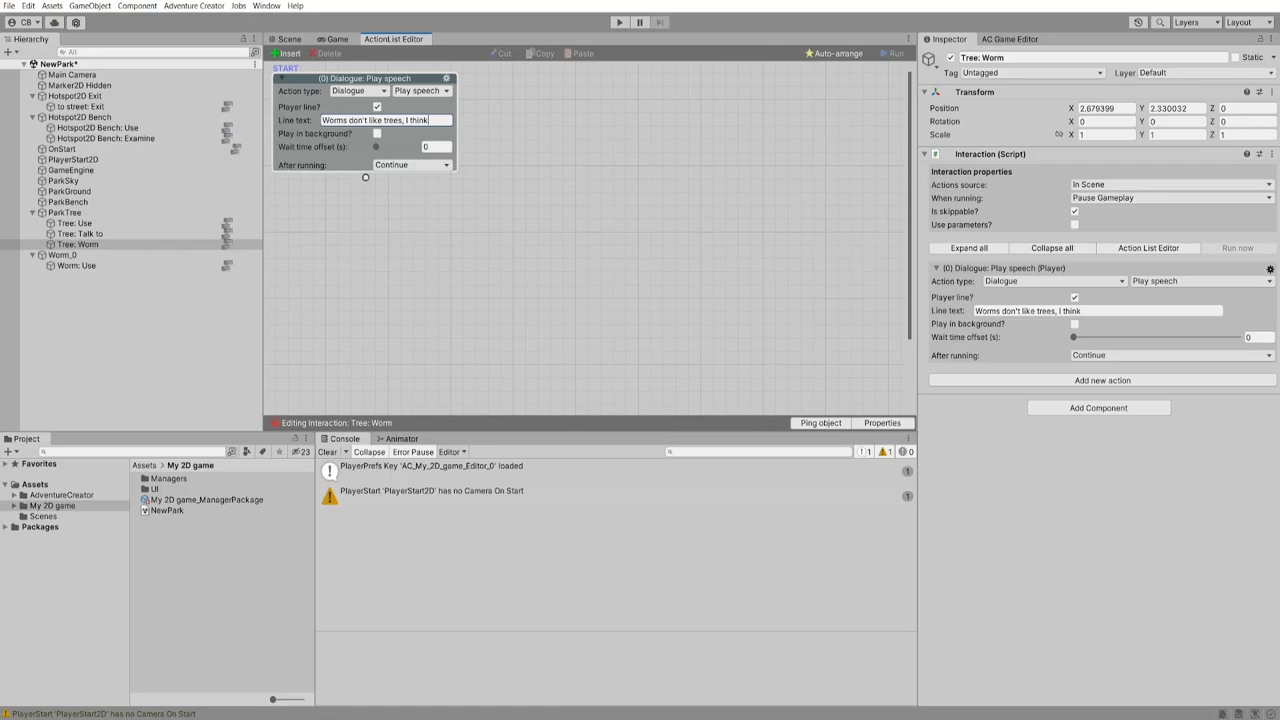 File Edit Assets GameObject Component Adventure Creator Jobs Window Help
CB Layers Layout
Hierarchy
All
NewPark*
Main Camera
Marker2D Hidden
Hotspot2D Exit
to street: Exit
Hotspot2D Bench
Hotspot2D Bench: Use
Hotspot2D Bench: Examine
OnStart
PlayerStart2D
GameEngine
ParkSky
ParkGround
ParkBench
ParkTree
Tree: Use
Tree: Talk to
Tree: Worm
Worm_0
Worm: Use
Scene Game ActionList Editor
Insert Delete Cut Copy Paste Auto-arrange Run
START
(0) Dialogue: Play speech
Action type: Dialogue Play speech
Player line?
Line text: Worms don't like trees, I think
Play in background?
Wait time offset (s): 0
After running: Continue
Editing Interaction: Tree: Worm Ping object Properties
Inspector AC Game Editor
Tree: Worm Static
Tag Untagged Layer Default
Transform
Position X 2.679399 Y 2.330032 Z 0
Rotation X 0 Y 0 Z 0
Scale X 1 Y 1 Z 1
# Interaction (Script)
Interaction properties
Actions source: In Scene
When running: Pause Gameplay
Is skippable?
Use parameters?
Expand all Collapse all Action List Editor Run now
(0) Dialogue: Play speech (Player)
Action type: Dialogue Play speech
Player line?
Line text: Worms don't like trees, I think
Play in background?
Wait time offset (s): 0
After running: Continue
Add new action
Add Component
Project
23
Favorites
Assets
AdventureCreator
My 2D game
Scenes
Packages
Assets > My 2D game
Managers
UI
My 2D game_ManagerPackage
NewPark
Console Animator
Clear Collapse Error Pause Editor 1 1 0
PlayerPrefs Key 'AC_My_2D_game_Editor_0' loaded 1
PlayerStart 'PlayerStart2D' has no Camera On Start 1
PlayerStart 'PlayerStart2D' has no Camera On Start